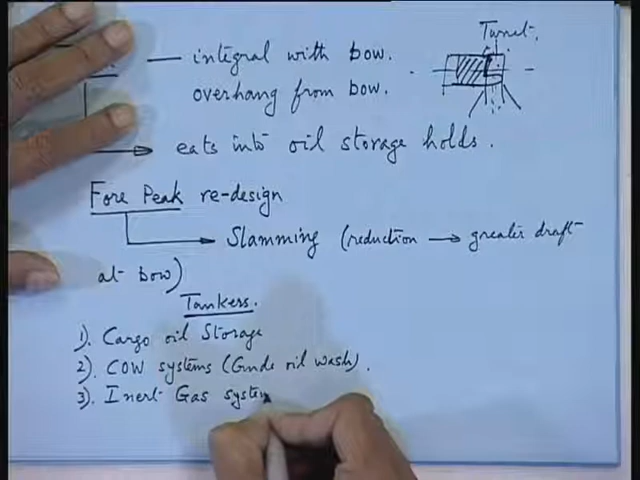 Turret.
— integral with bow.
overhang from bow.
eats into oil storage holds.
Fore Peak re-design
Slamming (reduction → greater draft
at bow)
Tankers.
1). Cargo oil Storage
2). COW systems (Crude oil wash).
3). Inert Gas system